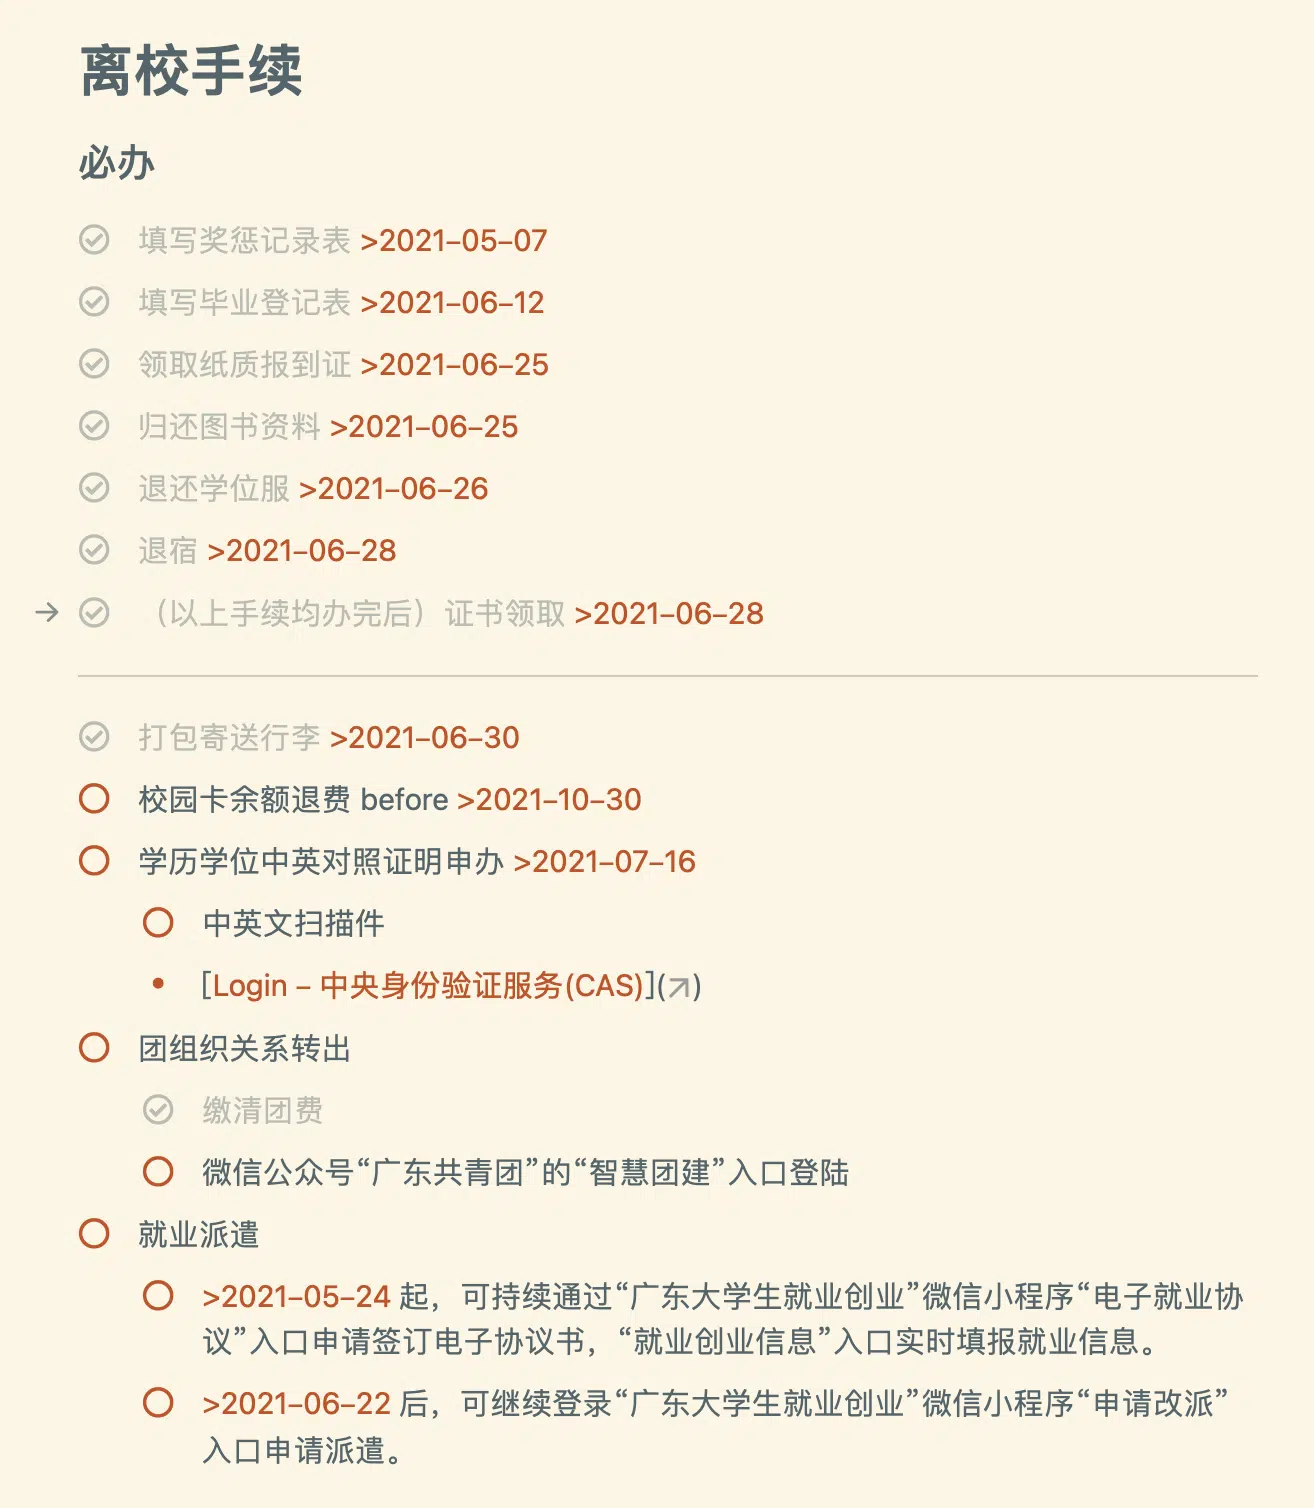 离校手续
必办
填写奖惩记录表 >2021-05-07
填写毕业登记表 >2021-06-12
领取纸质报到证 >2021-06-25
归还图书资料 >2021-06-25
退还学位服 >2021-06-26
退宿 >2021-06-28
（以上手续均办完后）证书领取 >2021-06-28
打包寄送行李 >2021-06-30
校园卡余额退费 before >2021-10-30
学历学位中英对照证明申办 >2021-07-16
中英文扫描件
[Login – 中央身份验证服务(CAS)](↗)
团组织关系转出
缴清团费
微信公众号“广东共青团”的“智慧团建”入口登陆
就业派遣
>2021-05-24 起，可持续通过“广东大学生就业创业”微信小程序“电子就业协
议”入口申请签订电子协议书，“就业创业信息”入口实时填报就业信息。
>2021-06-22 后，可继续登录“广东大学生就业创业”微信小程序“申请改派”
入口申请派遣。